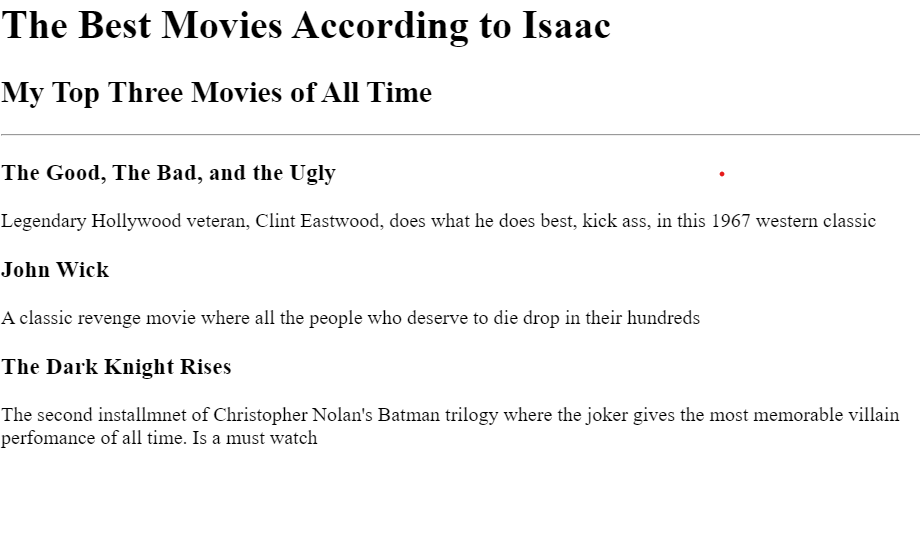 The Best Movies According to Isaac
My Top Three Movies of All Time
The Good, The Bad, and the Ugly
Legendary Hollywood veteran, Clint Eastwood, does what he does best, kick ass, in this 1967 western classic
John Wick
A classic revenge movie where all the people who deserve to die drop in their hundreds
The Dark Knight Rises
The second installmnet of Christopher Nolan's Batman trilogy where the joker gives the most memorable villain
perfomance of all time. Is a must watch